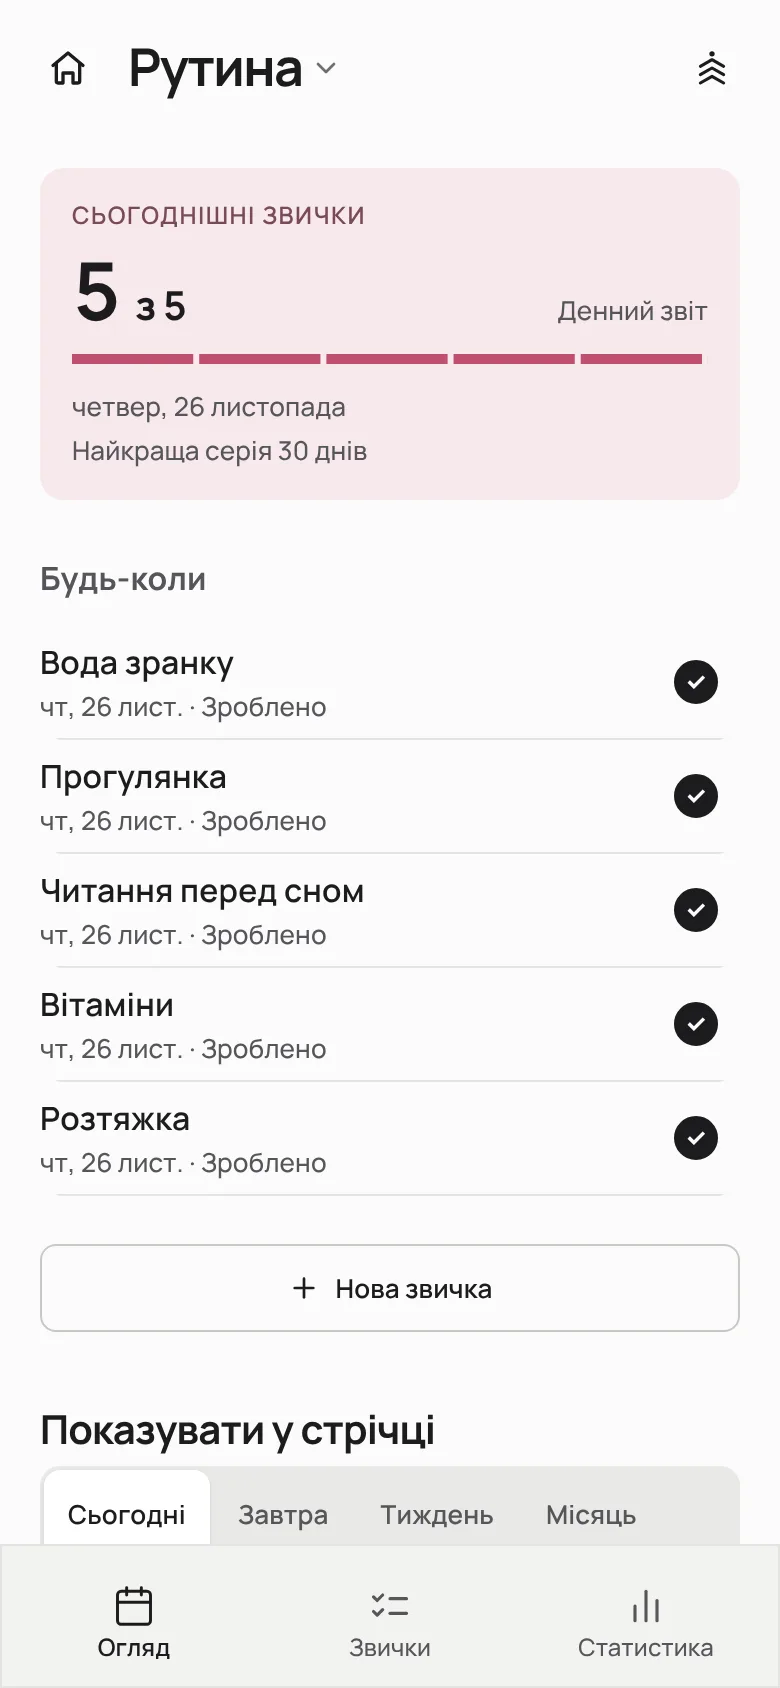 Рутина
СЬОГОДНІШНІ ЗВИЧКИ
5 з 5
Денний звіт
четвер, 26 листопада
Найкраща серія 30 днів
Будь-коли
Вода зранку
чт, 26 лист. · Зроблено
Прогулянка
чт, 26 лист. · Зроблено
Читання перед сном
чт, 26 лист. · Зроблено
Вітаміни
чт, 26 лист. · Зроблено
Розтяжка
чт, 26 лист. · Зроблено
Нова звичка
Показувати у стрічці
Сьогодні Завтра Тиждень Місяць
Огляд Звички Статистика